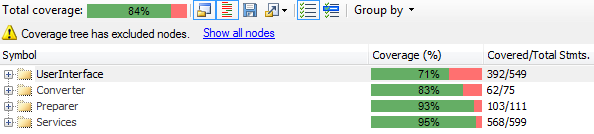 Total coverage: 84% Group by
Coverage tree has excluded nodes. Show all nodes
Symbol Coverage (%) Covered/Total Stmts.
UserInterface 71% 392/549
Converter 83% 62/75
Preparer 93% 103/111
Services 95% 568/599